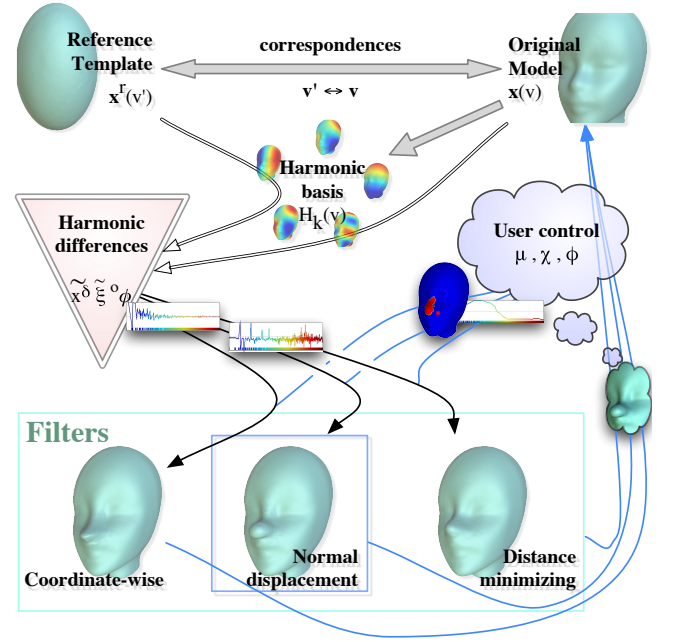 Reference
Template
x^r(v')
correspondences
v' ↔ v
Original
Model
x(v)
Harmonic
basis
H_k(v)
Harmonic
differences
x̃^δ ξ̃ °ϕ
User control
μ , χ , ϕ
Filters
Coordinate-wise
Normal
displacement
Distance
minimizing